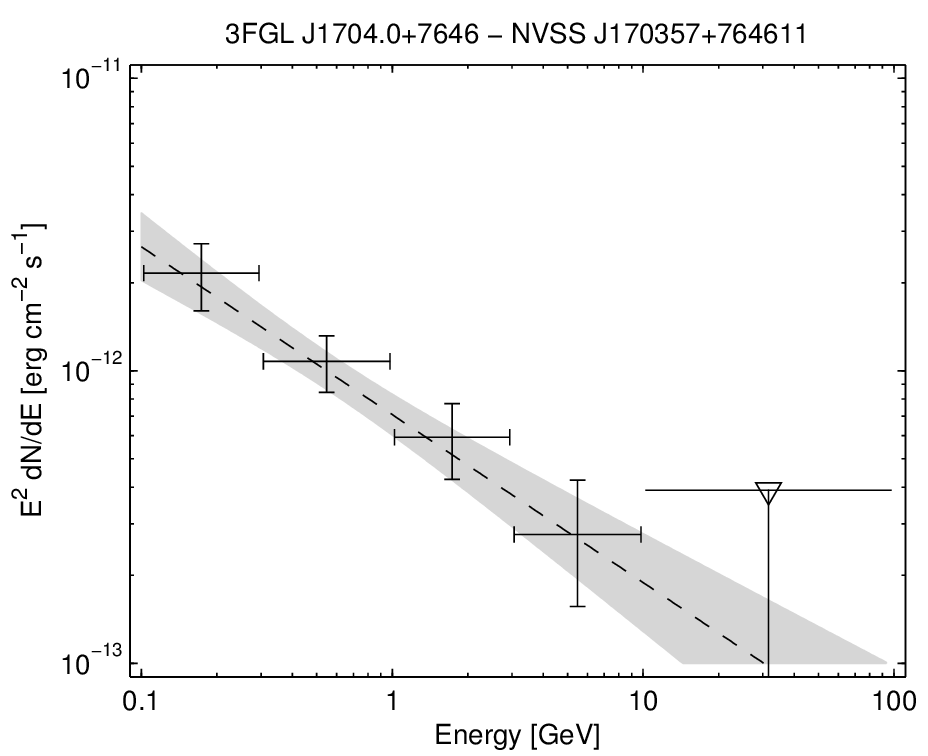 3FGL J1704.0+7646 − NVSS J170357+764611
E² dN/dE [erg cm⁻² s⁻¹]
10⁻¹¹
10⁻¹²
10⁻¹³
0.1 1 10 100
Energy [GeV]